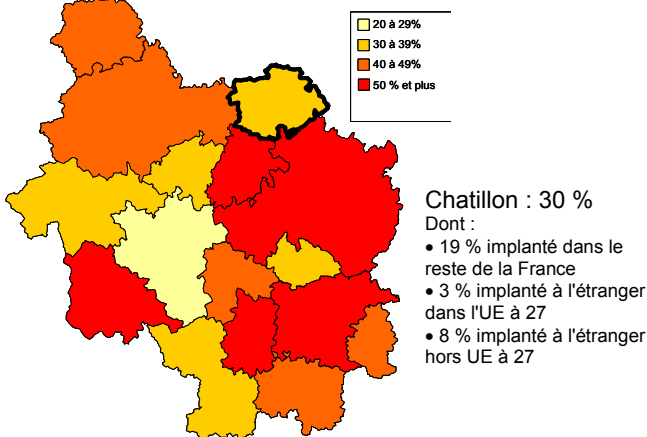 20 à 29%
30 à 39%
40 à 49%
50 % et plus
Chatillon : 30 %
Dont :
• 19 % implanté dans le
reste de la France
• 3 % implanté à l'étranger
dans l'UE à 27
• 8 % implanté à l'étranger
hors UE à 27